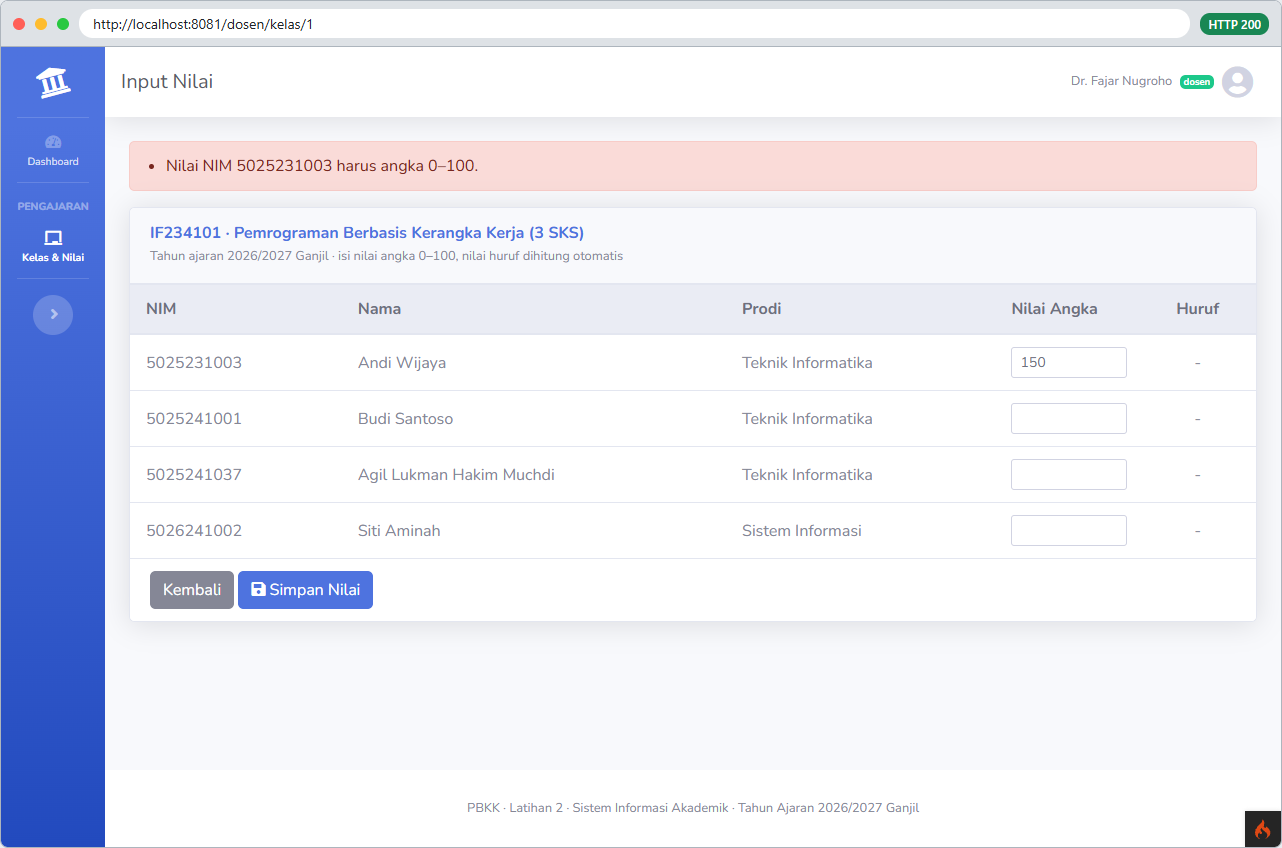 http://localhost:8081/dosen/kelas/1
HTTP 200
Input Nilai
Dr. Fajar Nugroho dosen
Dashboard
PENGAJARAN
Kelas & Nilai
• Nilai NIM 5025231003 harus angka 0–100.
IF234101 · Pemrograman Berbasis Kerangka Kerja (3 SKS)
Tahun ajaran 2026/2027 Ganjil · isi nilai angka 0–100, nilai huruf dihitung otomatis
NIM Nama Prodi Nilai Angka Huruf
5025231003 Andi Wijaya Teknik Informatika 150 -
5025241001 Budi Santoso Teknik Informatika -
5025241037 Agil Lukman Hakim Muchdi Teknik Informatika -
5026241002 Siti Aminah Sistem Informasi -
Kembali Simpan Nilai
PBKK · Latihan 2 · Sistem Informasi Akademik · Tahun Ajaran 2026/2027 Ganjil